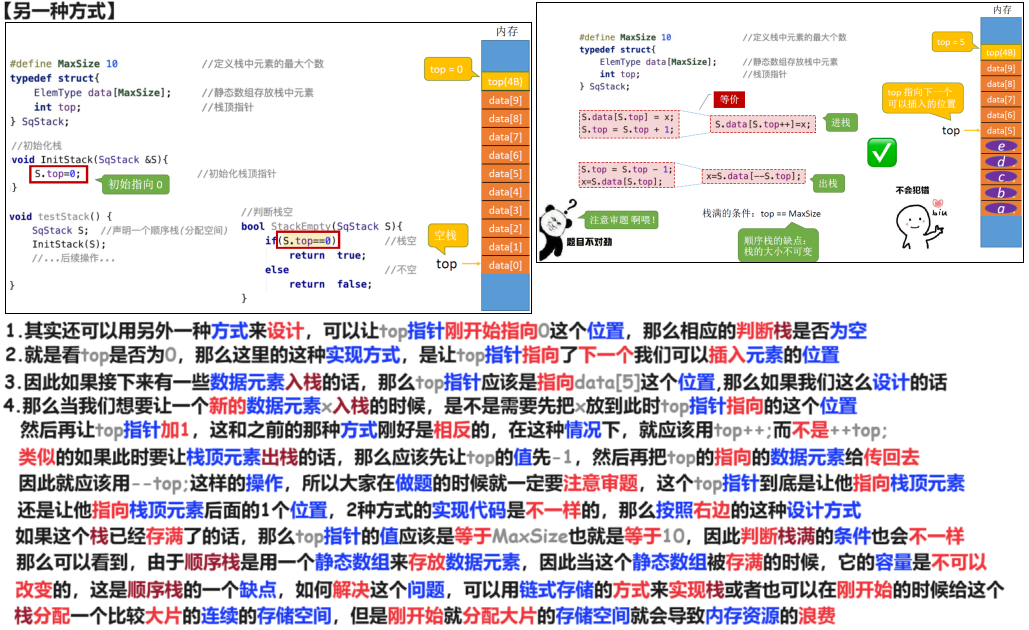 【另一种方式】
#define MaxSize 10 //定义栈中元素的最大个数
typedef struct{
ElemType data[MaxSize]; //静态数组存放栈中元素
int top; //栈顶指针
} SqStack;
//初始化栈
void InitStack(SqStack &S){
S.top=0; //初始化栈顶指针
}
初始指向 0
void testStack() {
SqStack S; //声明一个顺序栈(分配空间)
InitStack(S);
//...后续操作...
}
//判断栈空
bool StackEmpty(SqStack S){
if(S.top==0) //栈空
return true;
else //不空
return false;
}
内存
top = 0
top(4B)
data[9]
data[8]
data[7]
data[6]
data[5]
data[4]
data[3]
data[2]
data[1]
data[0]
空栈
top
#define MaxSize 10 //定义栈中元素的最大个数
typedef struct{
ElemType data[MaxSize]; //静态数组存放栈中元素
int top; //栈顶指针
} SqStack;
等价
S.data[S.top] = x;
S.top = S.top + 1;
S.data[S.top++]=x;
进栈
S.top = S.top - 1;
x=S.data[S.top];
x=S.data[--S.top];
出栈
注意审题 啊喂!
题目不对劲
栈满的条件: top == MaxSize
顺序栈的缺点:
栈的大小不可变
不会犯错
biu
内存
top = 5
top 指向下一个
可以插入的位置
top
top(4B)
data[9]
data[8]
data[7]
data[6]
data[5]
e
d
c
b
a
1.其实还可以用另外一种方式来设计，可以让top指针刚开始指向0这个位置，那么相应的判断栈是否为空
2.就是看top是否为0，那么这里的这种实现方式，是让top指针指向了下一个我们可以插入元素的位置
3.因此如果接下来有一些数据元素入栈的话，那么top指针应该是指向data[5]这个位置,那么如果我们这么设计的话
4.那么当我们想要让一个新的数据元素x入栈的时候，是不是需要先把x放到此时top指针指向的这个位置
然后再让top指针加1，这和之前的那种方式刚好是相反的，在这种情况下，就应该用top++;而不是++top;
类似的如果此时要让栈顶元素出栈的话，那么应该先让top的值先-1，然后再把top的指向的数据元素给传回去
因此就应该用--top;这样的操作，所以大家在做题的时候就一定要注意审题，这个top指针到底是让他指向栈顶元素
还是让他指向栈顶元素后面的1个位置，2种方式的实现代码是不一样的，那么按照右边的这种设计方式
如果这个栈已经存满了的话，那么top指针的值应该是等于MaxSize也就是等于10，因此判断栈满的条件也会不一样
那么可以看到，由于顺序栈是用一个静态数组来存放数据元素，因此当这个静态数组被存满的时候，它的容量是不可以
改变的，这是顺序栈的一个缺点，如何解决这个问题，可以用链式存储的方式来实现栈或者也可以在刚开始的时候给这个
栈分配一个比较大片的连续的存储空间，但是刚开始就分配大片的存储空间就会导致内存资源的浪费